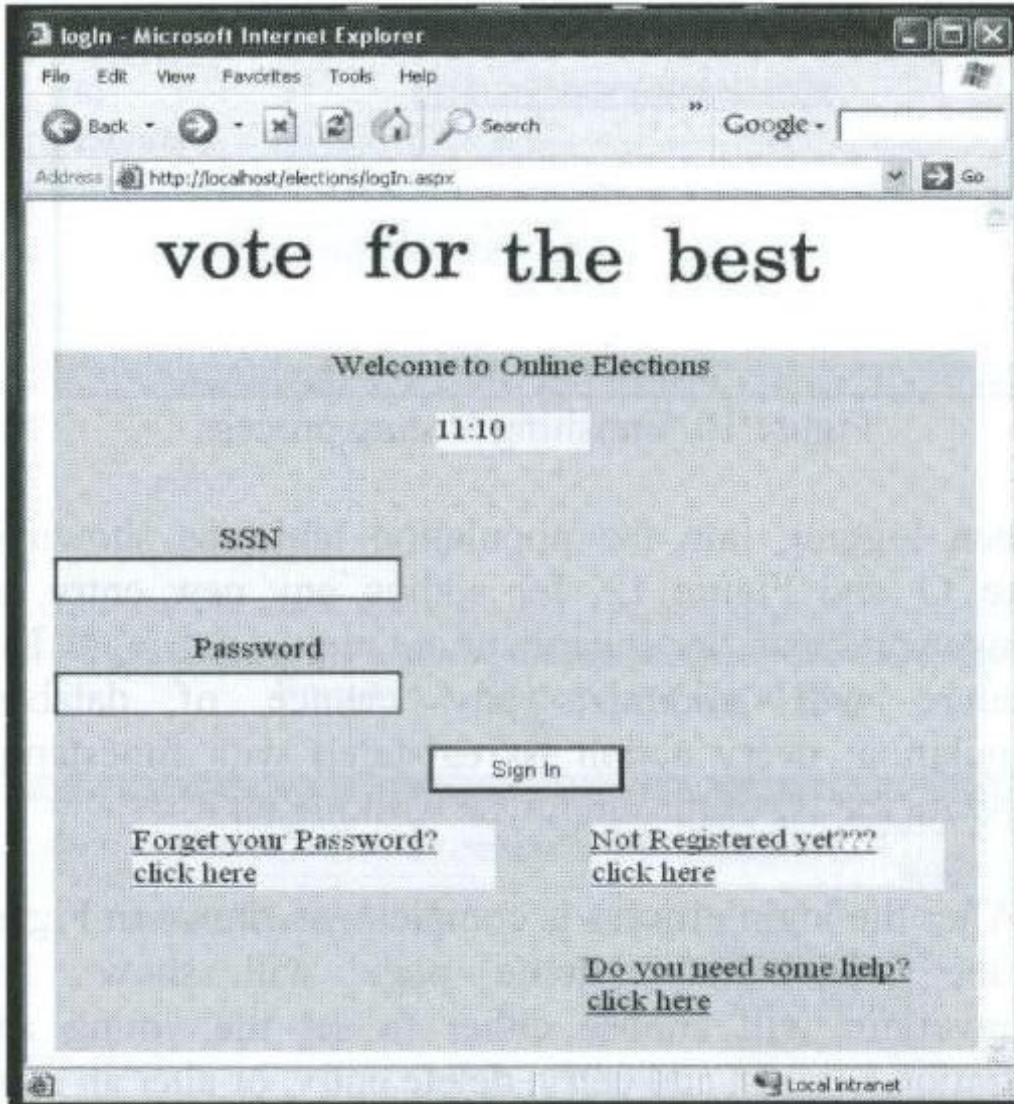 logIn - Microsoft Internet Explorer
File Edit View Favorites Tools Help
Back Search » Google
Address http://localhost/elections/logIn.aspx Go
vote for the best
Welcome to Online Elections
11:10
SSN
Password
Sign In
Forget your Password? Not Registered yet???
click here click here
Do you need some help?
click here
Local intranet